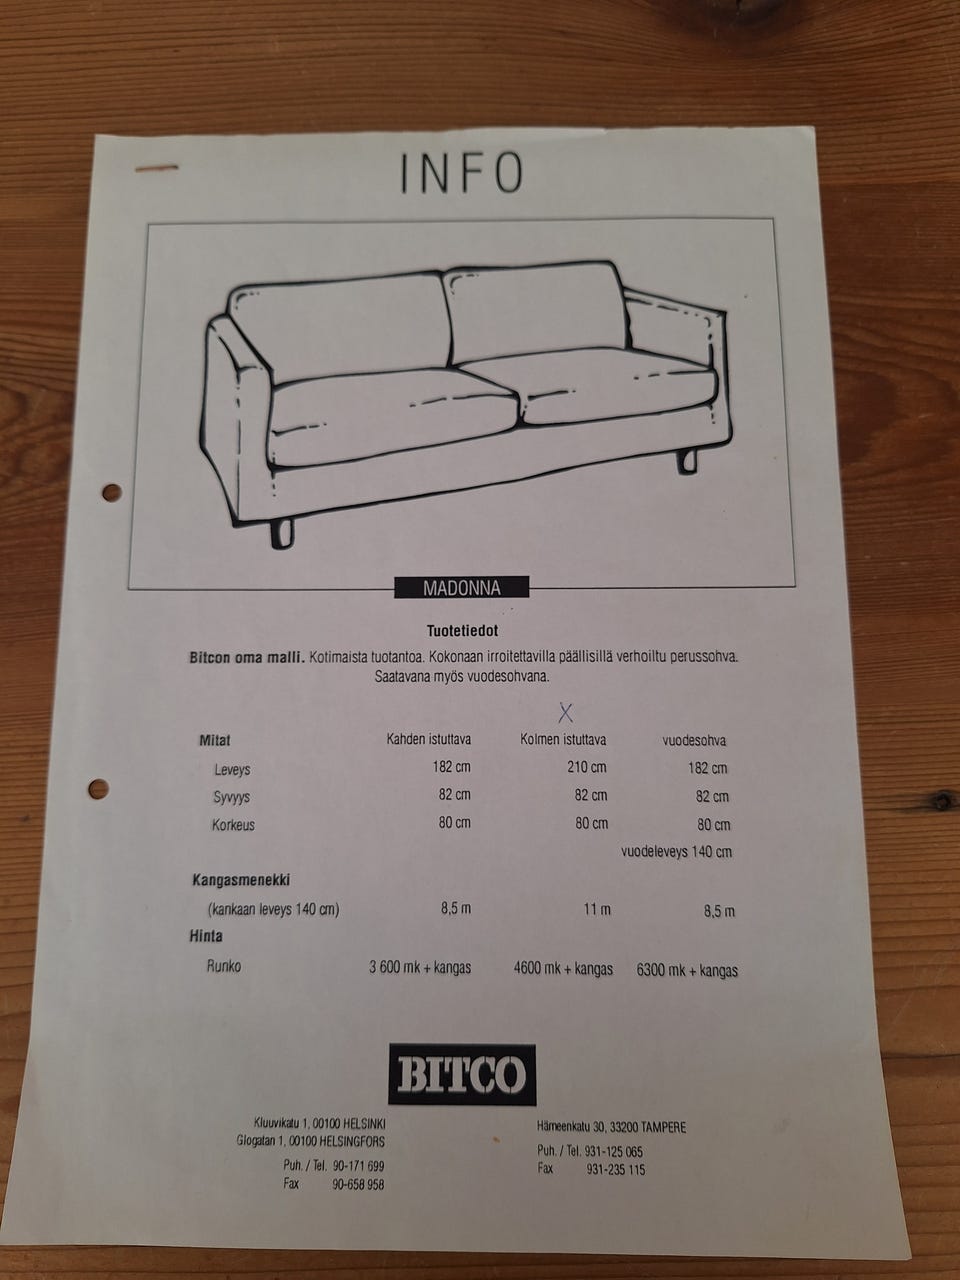 INFO
MADONNA
Tuotetiedot
Bitcon oma malli. Kotimaista tuotantoa. Kokonaan irroitettavilla päällisillä verhoiltu perussohva.
Saatavana myös vuodesohvana.
X
Mitat Kahden istuttava Kolmen istuttava vuodesohva
Leveys 182 cm 210 cm 182 cm
Syvyys 82 cm 82 cm 82 cm
Korkeus 80 cm 80 cm 80 cm
vuodeleveys 140 cm
Kangasmenekki
(kankaan leveys 140 cm) 8,5 m 11 m 8,5 m
Hinta
Runko 3 600 mk + kangas 4600 mk + kangas 6300 mk + kangas
BITCO
Kluuvikatu 1, 00100 HELSINKI
Glogatan 1, 00100 HELSINGFORS
Puh. / Tel. 90-171 699
Fax 90-658 958
Hämeenkatu 30, 33200 TAMPERE
Puh. / Tel. 931-125 065
Fax 931-235 115